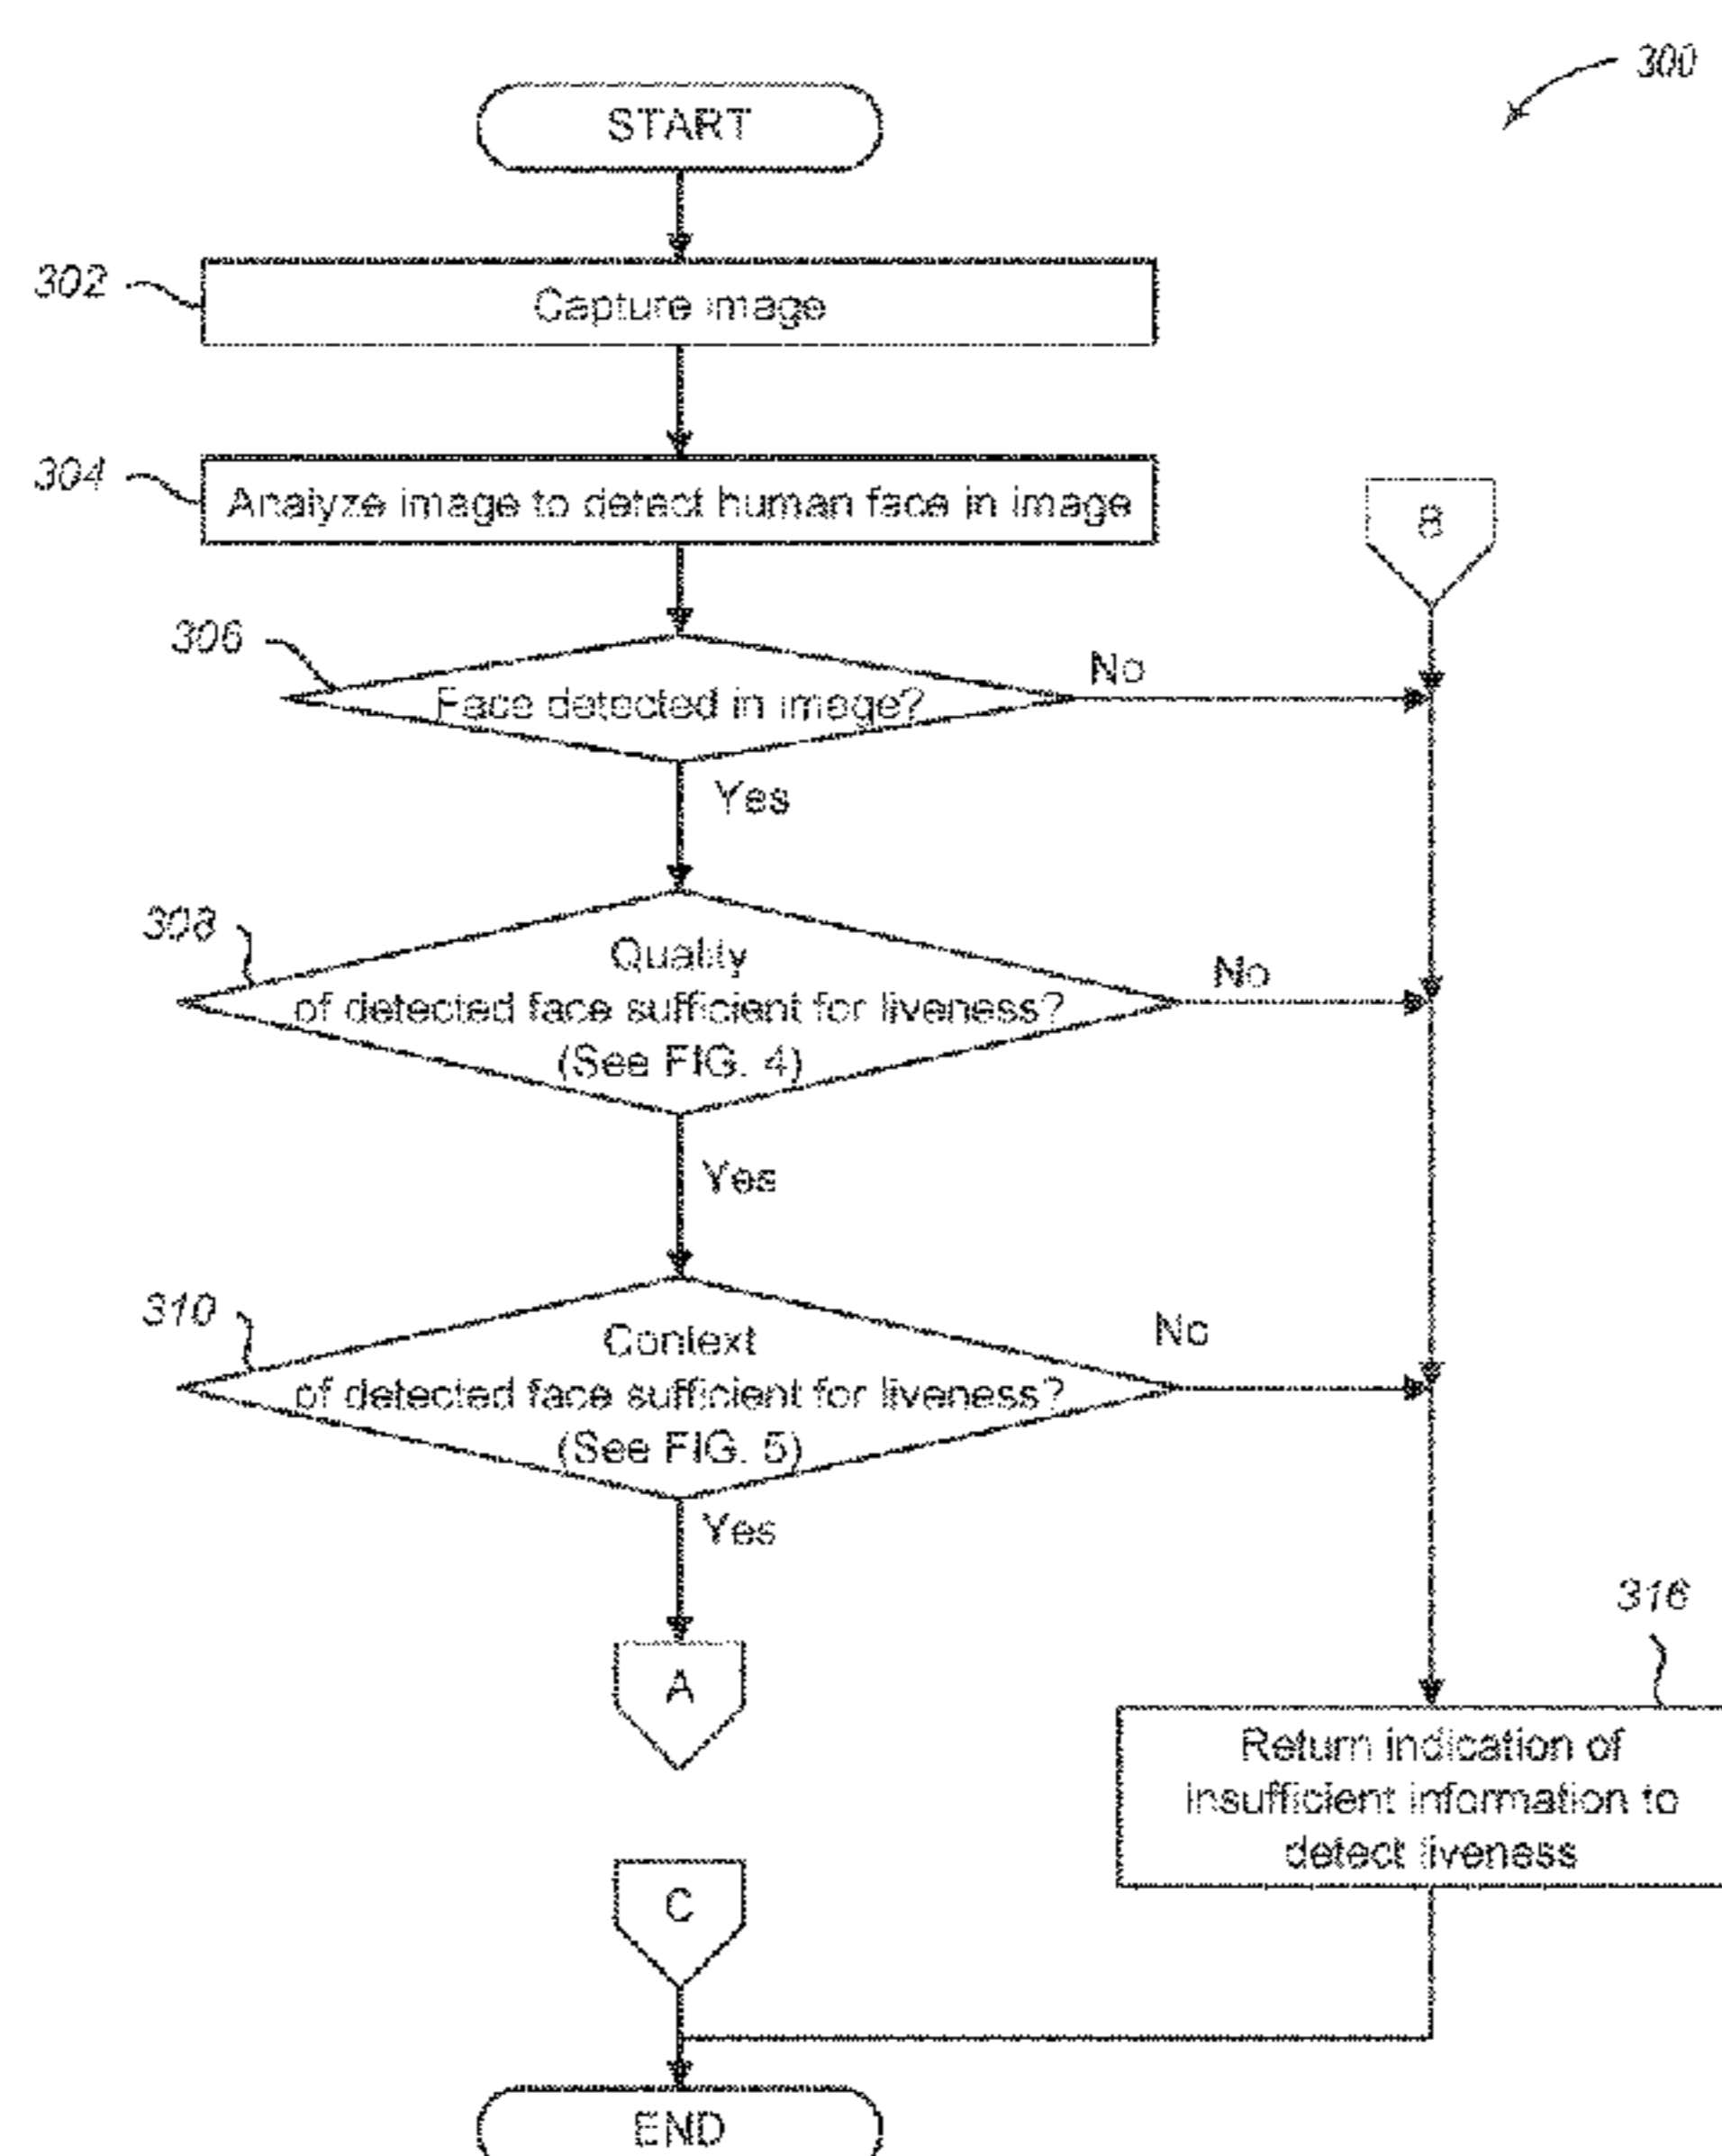 300
START
302
Capture image
304
Analyze image to detect human face in image
B
306
Face detected in image?
No
Yes
308
Quality
of detected face sufficient for liveness?
(See FIG. 4)
No
Yes
310
Context
of detected face sufficient for liveness?
(See FIG. 5)
No
Yes
A
316
Return indication of
insufficient information to
detect liveness
C
END